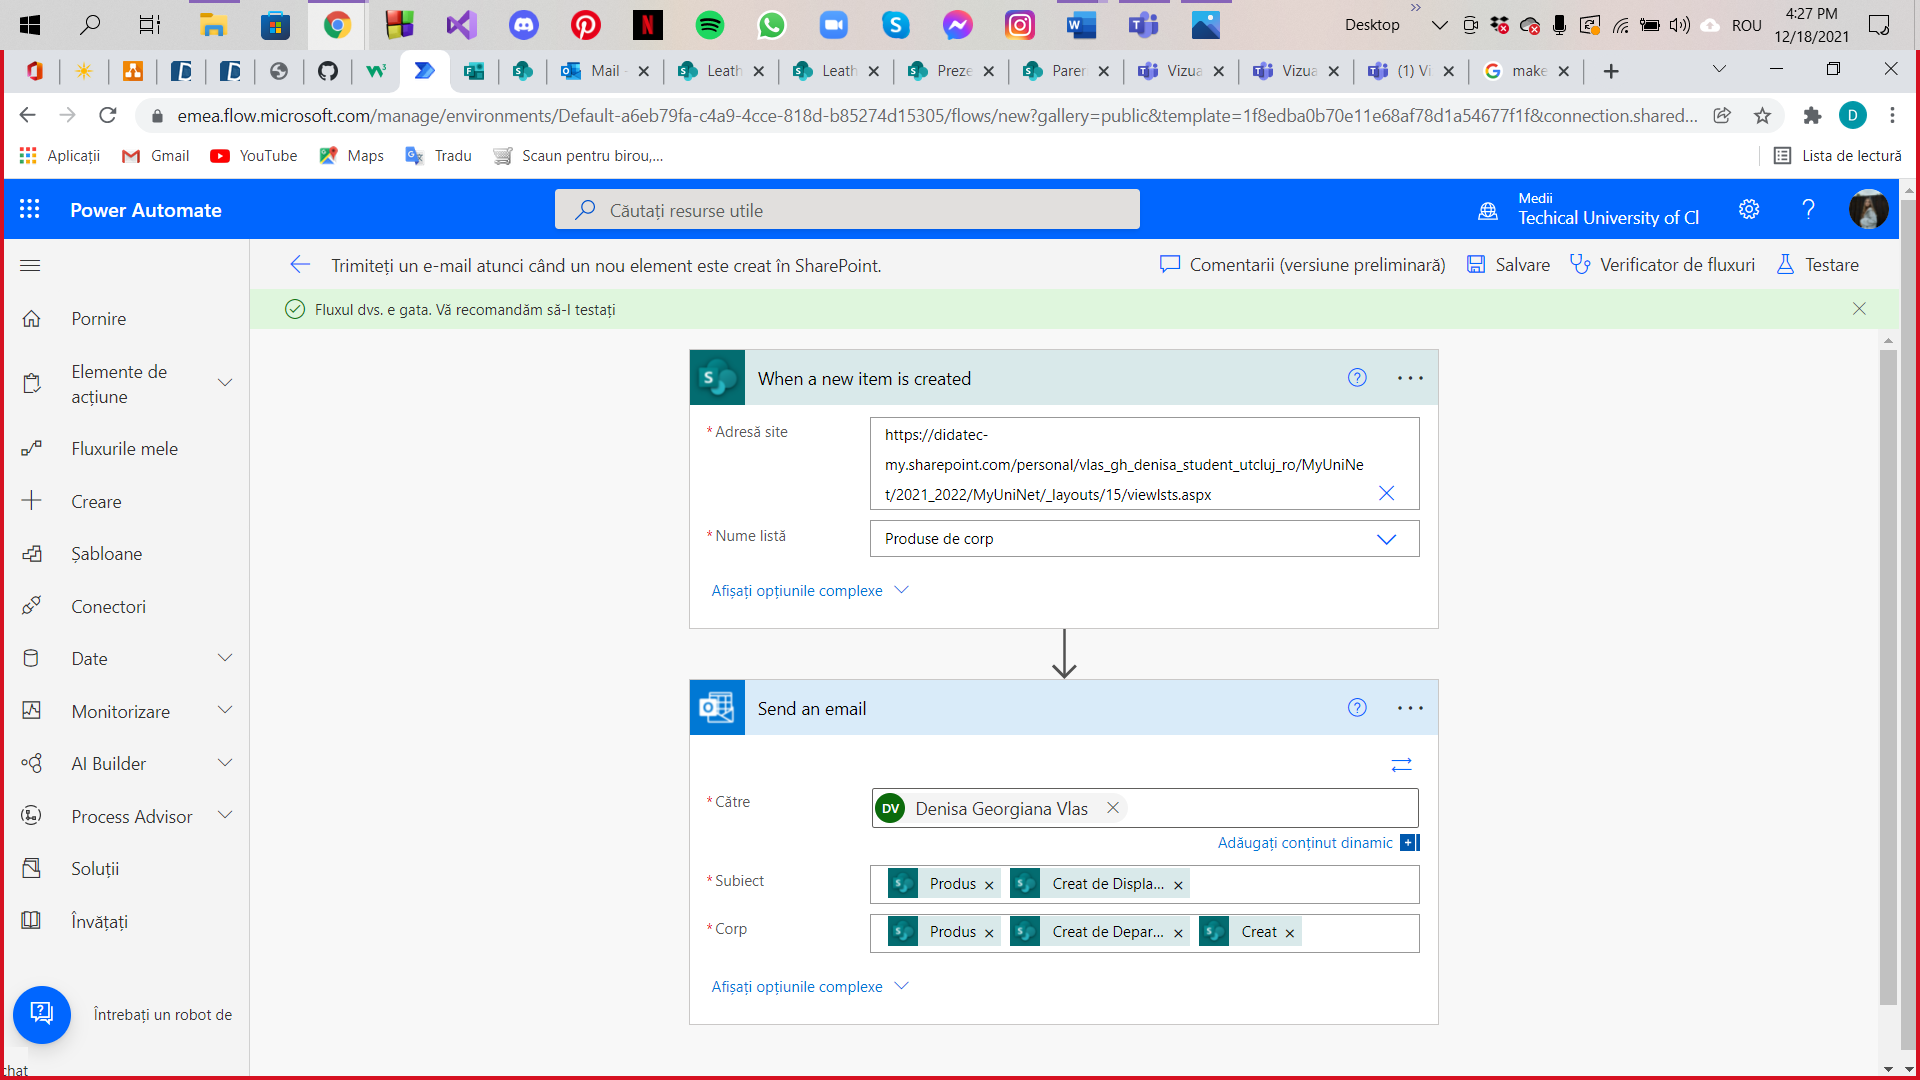 Desktop
ROU
4:27 PM
12/18/2021
Mail
Leath
Leath
Preze
Parer
Vizua
Vizua
(1) Vi
make
emea.flow.microsoft.com/manage/environments/Default-a6eb79fa-c4a9-4cce-818d-b85274d15305/flows/new?gallery=public&template=1f8edba0b70e11e68af78d1a54677f1f&connection.shared...
D
Aplicații
Gmail
YouTube
Maps
Tradu
Scaun pentru birou,...
Lista de lectură
Power Automate
Căutați resurse utile
Medii
Techical University of Cl
Trimiteți un e-mail atunci când un nou element este creat în SharePoint.
Comentarii (versiune preliminară)
Salvare
Verificator de fluxuri
Testare
Fluxul dvs. e gata. Vă recomandăm să-l testați
Pornire
Elemente de
acțiune
Fluxurile mele
Creare
Șabloane
Conectori
Date
Monitorizare
AI Builder
Process Advisor
Soluții
Învățați
Întrebați un robot de
chat
When a new item is created
* Adresă site
https://didatec-
my.sharepoint.com/personal/vlas_gh_denisa_student_utcluj_ro/MyUniNe
t/2021_2022/MyUniNet/_layouts/15/viewlsts.aspx
* Nume listă
Produse de corp
Afișați opțiunile complexe
Send an email
* Către
DV Denisa Georgiana Vlas
Adăugați conținut dinamic
* Subiect
Produs × Creat de Displa... ×
* Corp
Produs × Creat de Depar... × Creat ×
Afișați opțiunile complexe